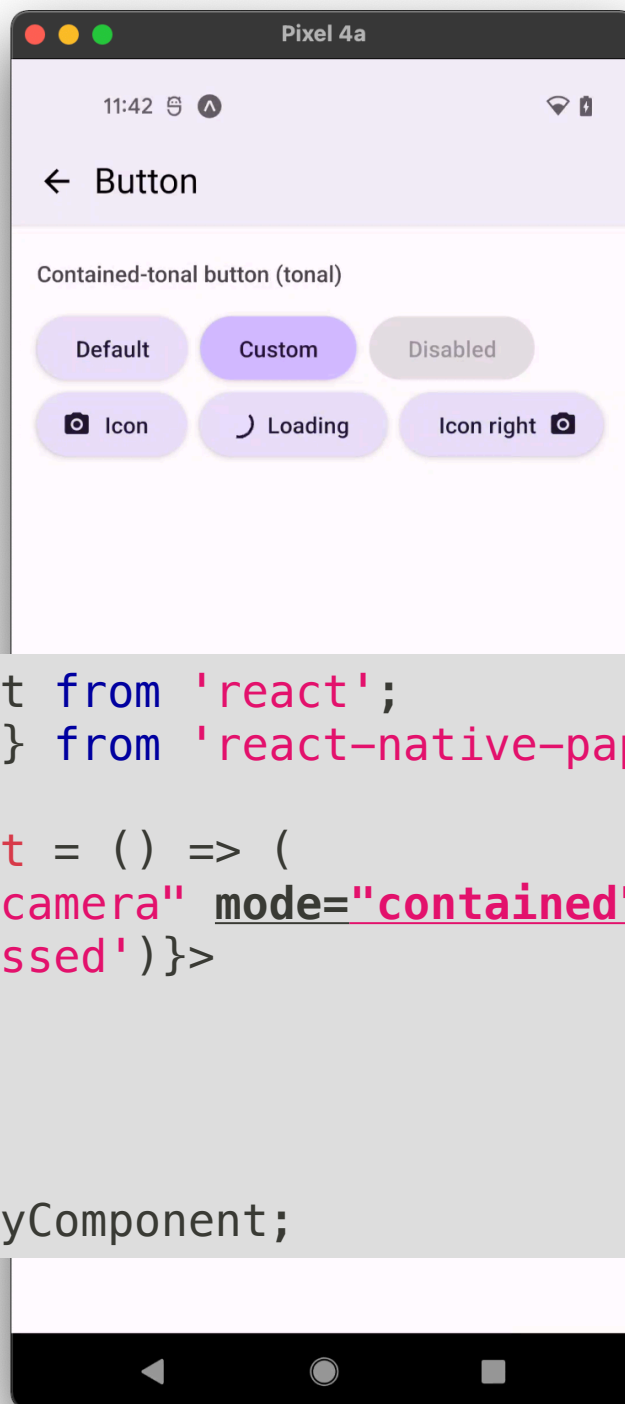 Pixel 4a
11:42
Button
Contained-tonal button (tonal)
Default Custom Disabled
Icon Loading Icon right
t from 'react';
} from 'react-native-pap
t = () => (
camera" mode="contained"
ssed')}>
yComponent;